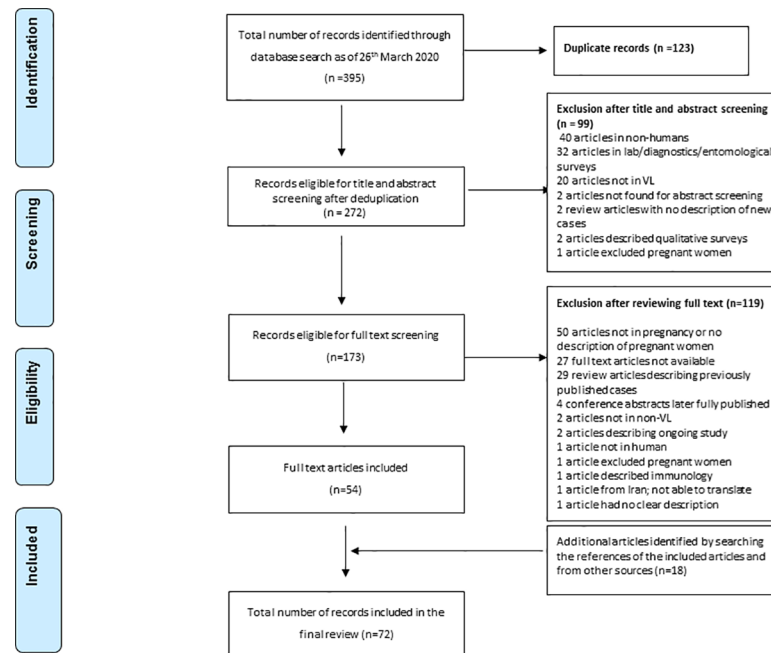 Identification
Total number of records identified through
database search as of 26th March 2020
(n =395)
Duplicate records (n =123)
Exclusion after title and abstract screening
(n = 99)
40 articles in non-humans
32 articles in lab/diagnostics/entomological
surveys
20 articles not in VL
2 articles not found for abstract screening
2 review articles with no description of new
cases
2 articles described qualitative surveys
1 article excluded pregnant women
Screening
Records eligible for title and abstract
screening after deduplication
(n = 272)
Records eligible for full text screening
(n=173)
Exclusion after reviewing full text (n=119)
50 articles not in pregnancy or no
description of pregnant women
27 full text articles not available
29 review articles describing previously
published cases
4 conference abstracts later fully published
2 articles not in non-VL
2 articles describing ongoing study
1 article not in human
1 article excluded pregnant women
1 article described immunology
1 article from Iran; not able to translate
1 article had no clear description
Eligibility
Full text articles included
(n=54)
Included
Additional articles identified by searching
the references of the included articles and
from other sources (n=18)
Total number of records included in the
final review (n=72)